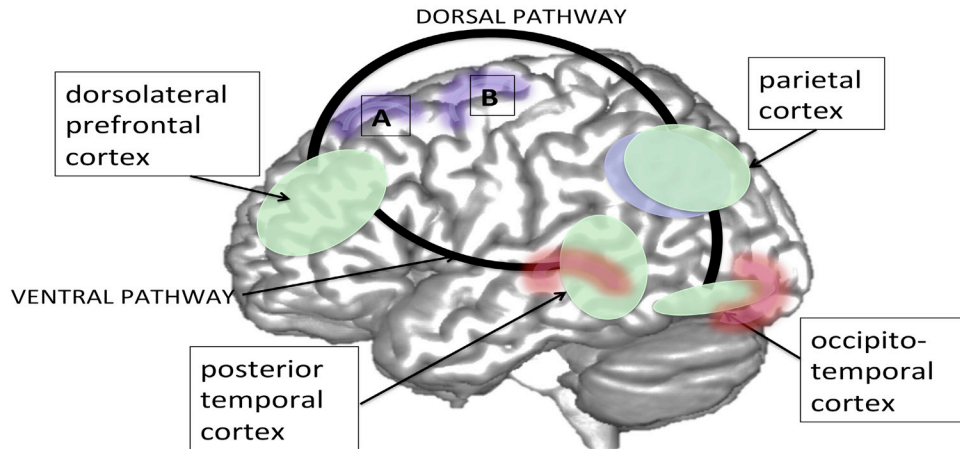 DORSAL PATHWAY
dorsolateral
prefrontal
cortex
A
B
parietal
cortex
VENTRAL PATHWAY
posterior
temporal
cortex
occipito-
temporal
cortex